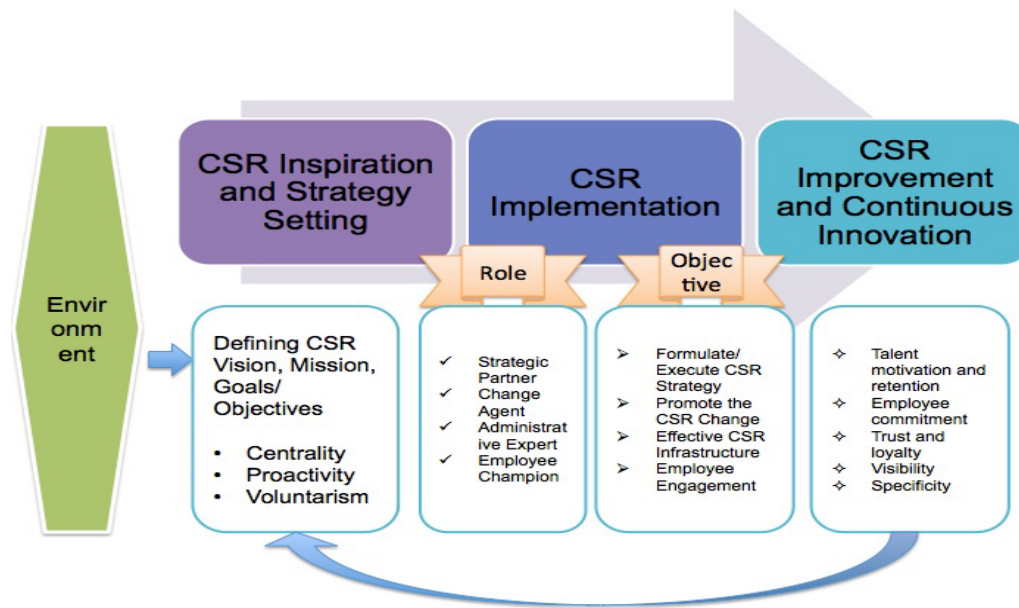 CSR Inspiration
and Strategy
Setting
CSR
Implementation
CSR
Improvement
and Continuous
Innovation
Role
Objec
tive
Envir
onm
ent
Defining CSR
Vision, Mission,
Goals/
Objectives
• Centrality
• Proactivity
• Voluntarism
✓ Strategic
Partner
✓ Change
Agent
✓ Administrat
ive Expert
✓ Employee
Champion
➢ Formulate/
Execute CSR
Strategy
➢ Promote the
CSR Change
➢ Effective CSR
Infrastructure
➢ Employee
Engagement
✧ Talent
motivation and
retention
✧ Employee
commitment
✧ Trust and
loyalty
✧ Visibility
✧ Specificity